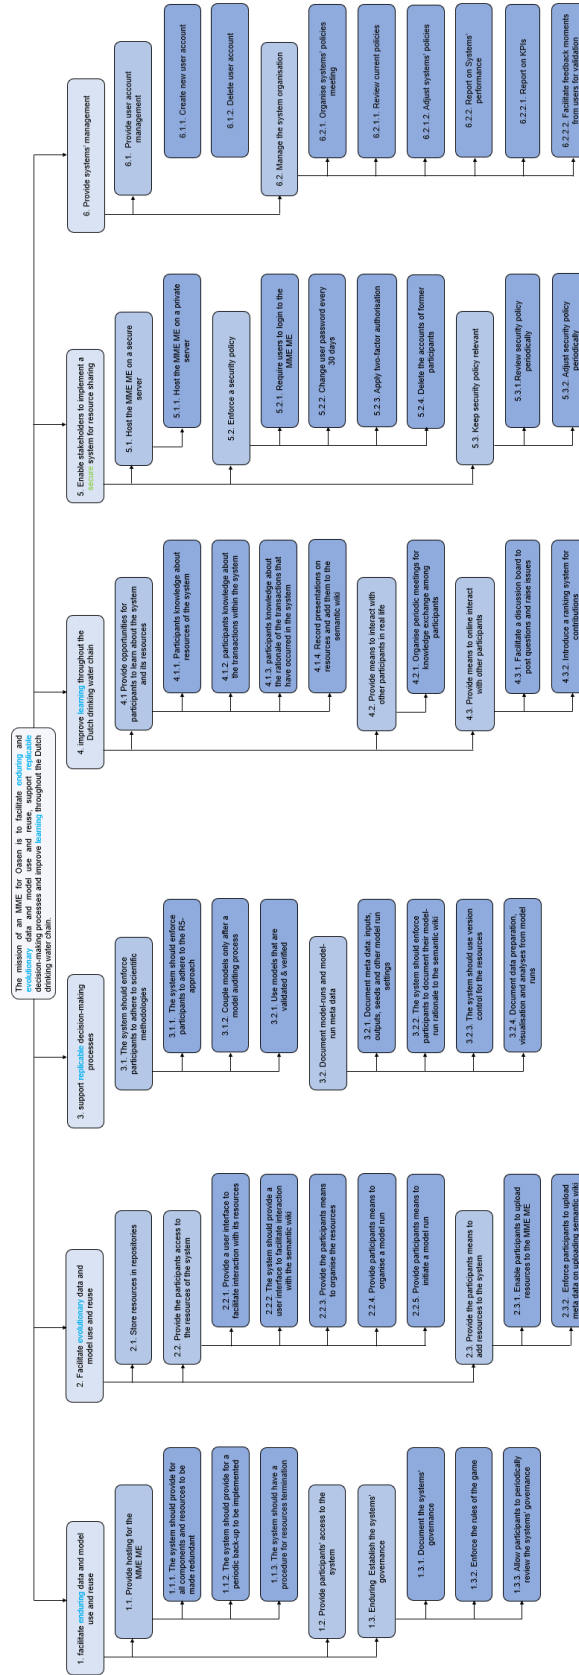 The mission of an MME for Oasen is to facilitate enduring and
evolutionary data and model use and reuse, support replicable
decision-making processes and improve learning throughout the Dutch
drinking water chain.
1. facilitate enduring data and model
use and reuse
1.1. Provide hosting for the
MME ME
1.1.1. The system should provide for
all components and resources to be
made redundant
1.1.2. The system should provide for a
periodic back-up to be implemented
1.1.3. The system should have a
procedure for resources termination
1.2. Provide participants' access to the
system
1.3. Enduring Establish the systems'
governance
1.3.1. Document the systems'
governance
1.3.2. Enforce the rules of the game
1.3.3. Allow participants to periodically
review the systems' governance
2. Facilitate evolutionary data and
model use and reuse
2.1. Store resources in repositories
2.2. Provide the participants access to
the resources of the system
2.2.1. Provide a user interface to
facilitate interaction with its resources
2.2.2. The system should provide a
user interface to facilitate interaction
with the semantic wiki
2.2.3. Provide the participants means
to organise the resources
2.2.4. Provide participants means to
organise a model run
2.2.5. Provide participants means to
initiate a model run
2.3. Provide the participants means to
add resources to the system
2.3.1. Enable participants to upload
resources to the MME ME
2.3.2. Enforce participants to upload
meta data on uploading semantic wiki
3. support replicable decision-making
processes
3.1. The system should enforce
participants to adhere to scientific
methodologies
3.1.1. The system should enforce
participants to adhere to the R5-
approach
3.1.2. Couple models only after a
model auditing process
3.1.2. Use models that are
validated & verified
3.2. Document model-runs and model-
run meta data
3.2.1. Document meta data: inputs,
outputs, seeds and other model run
settings
3.2.2. The system should enforce
participants to document their model-
run rationale to the semantic wiki
3.2.3. The system should use version
control for the resources
3.2.4. Document data preparation,
visualisation and analyses from model
runs
4. improve learning throughout the
Dutch drinking water chain
4.1 Provide opportunities for
participants to learn about the system
and its resources
4.1.1. Participants knowledge about
resources of the system
4.1.2. participants knowledge about
the transactions within the system
4.1.3. participants knowledge about
the rationale of the transactions that
have occurred in the system
4.1.4. Record presentations on
resources and add them to the
semantic wiki
4.2. Provide means to interact with
other participants in real life
4.2.1. Organise periodic meetings for
knowledge exchange among
participants
4.3. Provide means to online interact
with other participants
4.3.1. Facilitate a discussion board to
post questions and raise issues
4.3.2. Introduce a ranking system for
contributions
5. Enable stakeholders to implement a
secure system for resource sharing
5.1. Host the MME ME on a secure
server
5.1.1. Host the MME ME on a private
server
5.2. Enforce a security policy
5.2.1. Require users to login to the
MME ME
5.2.2. Change user password every
30 days
5.2.3. Apply two-factor authorisation
5.2.4. Delete the accounts of former
participants
5.3. Keep security policy relevant
5.3.1.Review security policy
periodically
5.3.2. Adjust security policy
periodically
6. Provide systems' management
6.1. Provide user account
management
6.1.1. Create new user account
6.1.2. Delete user account
6.2. Manage the system organisation
6.2.1. Organise systems' policies
meeting
6.2.1.1. Review current policies
6.2.1.2. Adjust systems' policies
6.2.2. Report on Systems'
performance
6.2.2.1. Report on KPIs
6.2.2.2. Facilitate feedback moments
from users for validation